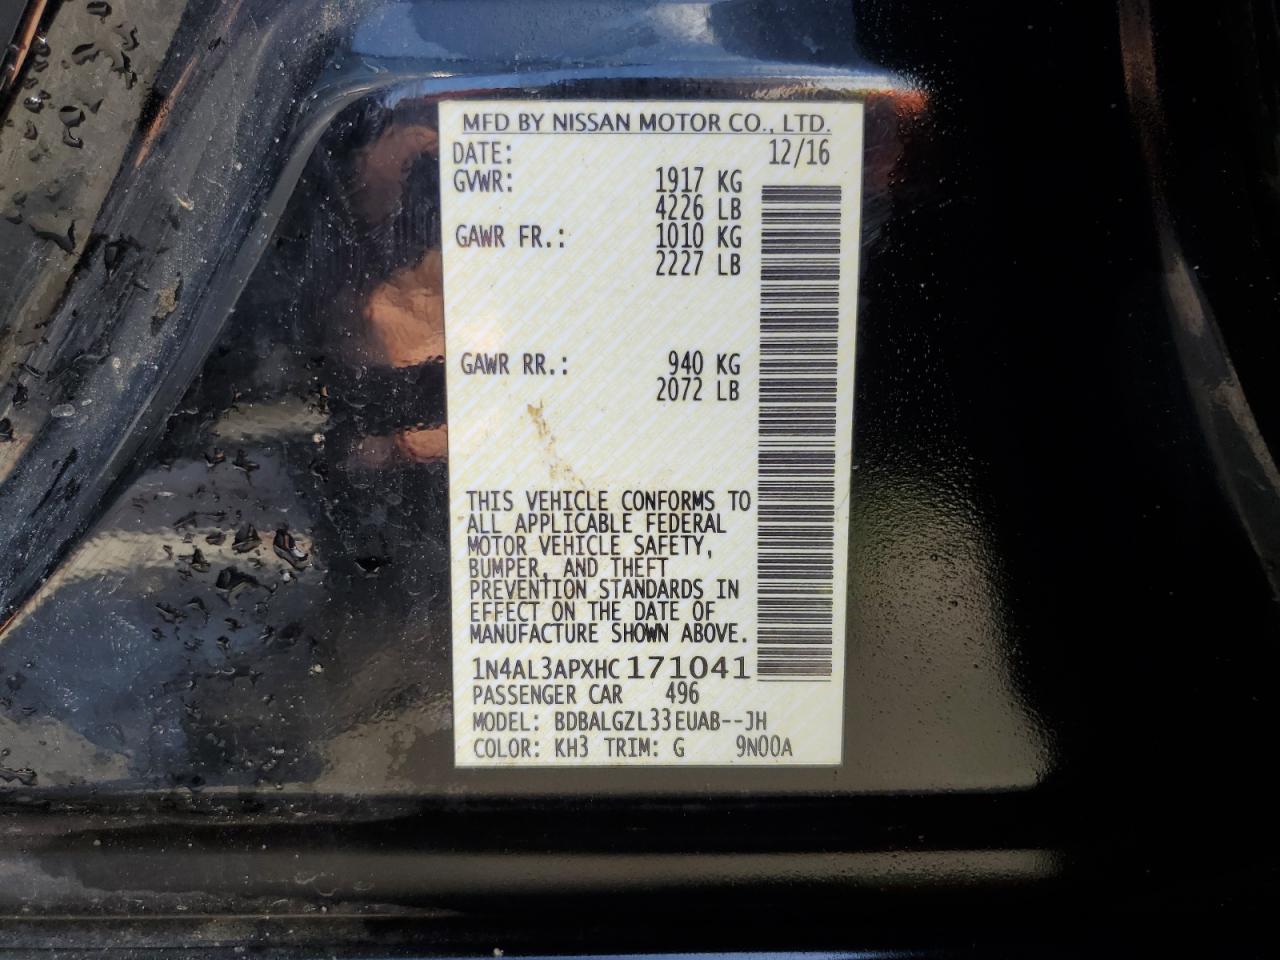 MFD BY NISSAN MOTOR CO., LTD.
DATE: 12/16
GVWR: 1917 KG
4226 LB
GAWR FR.: 1010 KG
2227 LB
GAWR RR.: 940 KG
2072 LB
THIS VEHICLE CONFORMS TO
ALL APPLICABLE FEDERAL
MOTOR VEHICLE SAFETY,
BUMPER, AND THEFT
PREVENTION STANDARDS IN
EFFECT ON THE DATE OF
MANUFACTURE SHOWN ABOVE.
1N4AL3APXHC171041
PASSENGER CAR 496
MODEL: BDBALGZL33EUAB--JH
COLOR: KH3 TRIM: G 9N00A